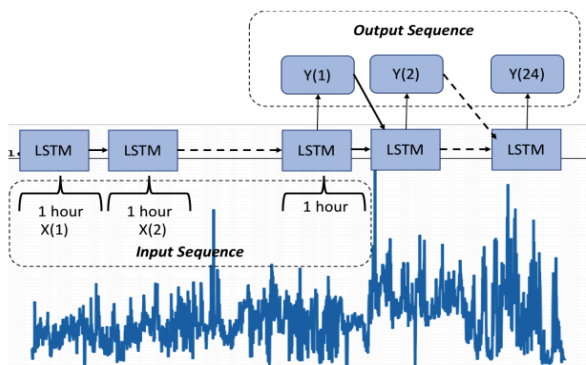 Output Sequence
Y(1) Y(2) Y(24)
LSTM LSTM LSTM LSTM LSTM
1 hour 1 hour 1 hour
X(1) X(2)
Input Sequence